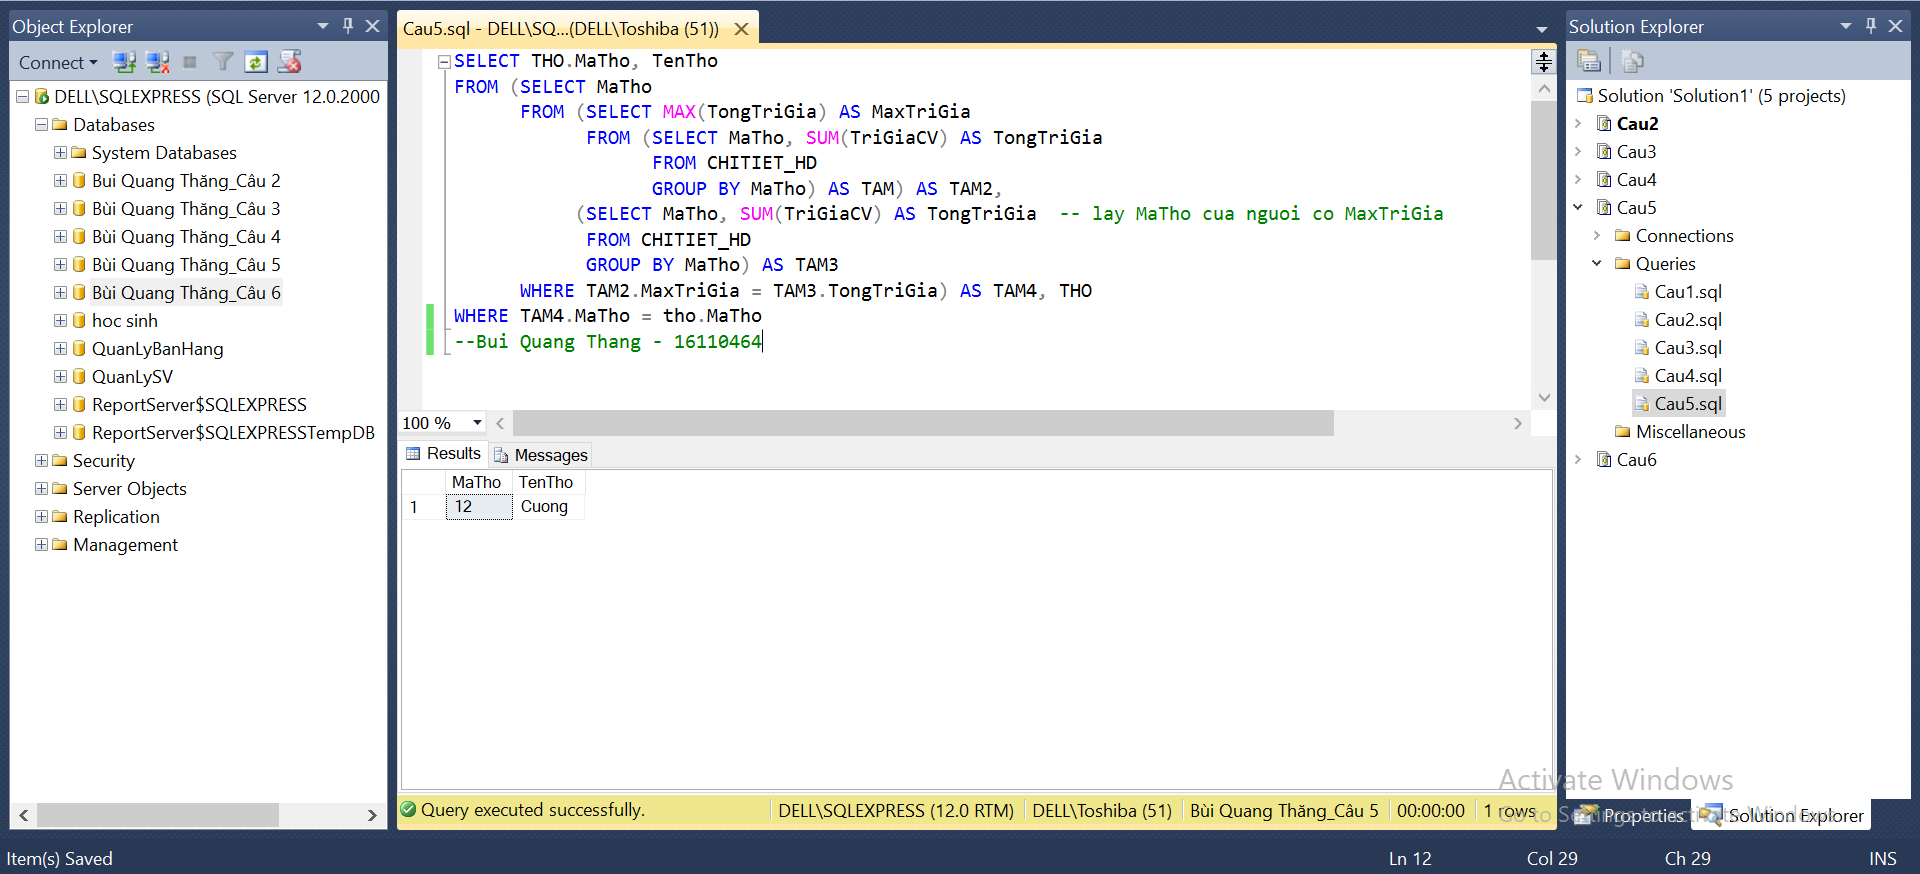 Object Explorer
Connect
DELL\SQLEXPRESS (SQL Server 12.0.2000
Databases
System Databases
Bui Quang Thăng_Câu 2
Bùi Quang Thăng_Câu 3
Bùi Quang Thăng_Câu 4
Bùi Quang Thăng_Câu 5
Bùi Quang Thăng_Câu 6
hoc sinh
QuanLyBanHang
QuanLySV
ReportServer$SQLEXPRESS
ReportServer$SQLEXPRESSTempDB
Security
Server Objects
Replication
Management
Cau5.sql - DELL\SQ...(DELL\Toshiba (51))
SELECT THO.MaTho, TenTho
FROM (SELECT MaTho
FROM (SELECT MAX(TongTriGia) AS MaxTriGia
FROM (SELECT MaTho, SUM(TriGiaCV) AS TongTriGia
FROM CHITIET_HD
GROUP BY MaTho) AS TAM) AS TAM2,
(SELECT MaTho, SUM(TriGiaCV) AS TongTriGia -- lay MaTho cua nguoi co MaxTriGia
FROM CHITIET_HD
GROUP BY MaTho) AS TAM3
WHERE TAM2.MaxTriGia = TAM3.TongTriGia) AS TAM4, THO
WHERE TAM4.MaTho = tho.MaTho
--Bui Quang Thang - 16110464
100 %
Results Messages
MaTho TenTho
1 12 Cuong
Query executed successfully. DELL\SQLEXPRESS (12.0 RTM) DELL\Toshiba (51) Bùi Quang Thăng_Câu 5 00:00:00 1 rows
Solution Explorer
Solution 'Solution1' (5 projects)
Cau2
Cau3
Cau4
Cau5
Connections
Queries
Cau1.sql
Cau2.sql
Cau3.sql
Cau4.sql
Cau5.sql
Miscellaneous
Cau6
Activate Windows
Go to Settings to activate Windows.
Properties Solution Explorer
Item(s) Saved Ln 12 Col 29 Ch 29 INS